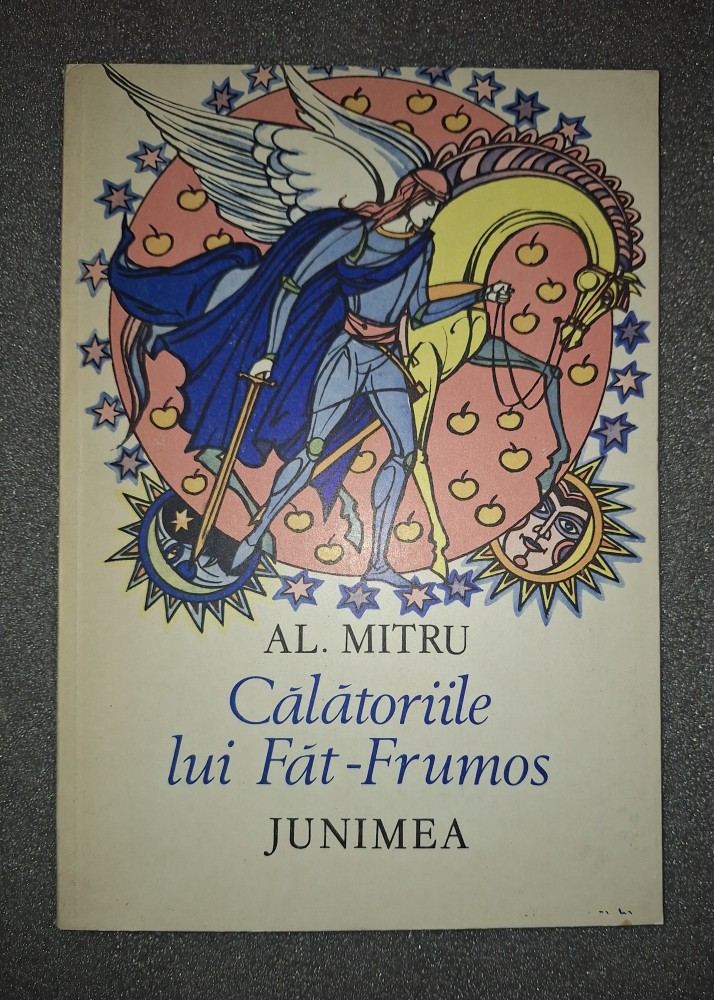 AL. MITRU
Călătoriile
lui Făt-Frumos
JUNIMEA